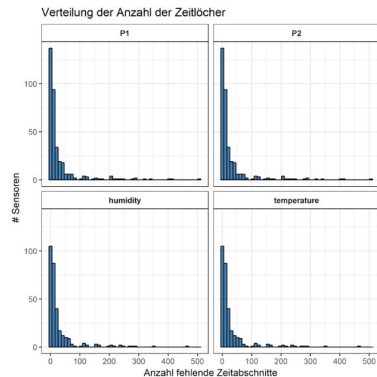 Verteilung der Anzahl der Zeitlöcher
P1
P2
100
50
0
# Sensoren
humidity
temperature
100
50
0
0 100 200 300 400 500
0 100 200 300 400 500
Anzahl fehlende Zeitabschnitte